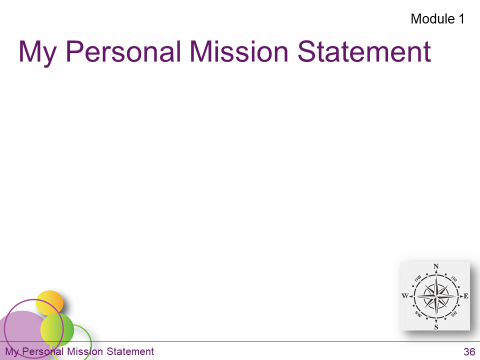 Module 1
My Personal Mission Statement
N
W E
S
My Personal Mission Statement 36